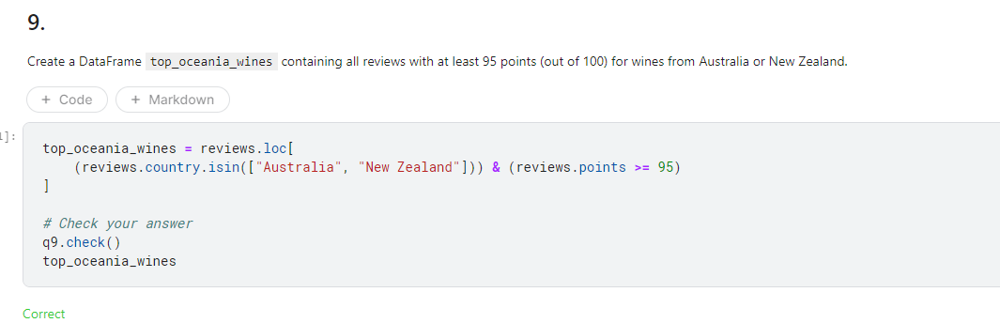 9.
Create a DataFrame top_oceania_wines containing all reviews with at least 95 points (out of 100) for wines from Australia or New Zealand.
+ Code + Markdown
]:
top_oceania_wines = reviews.loc[
    (reviews.country.isin(["Australia", "New Zealand"])) & (reviews.points >= 95)
]
# Check your answer
q9.check()
top_oceania_wines
Correct